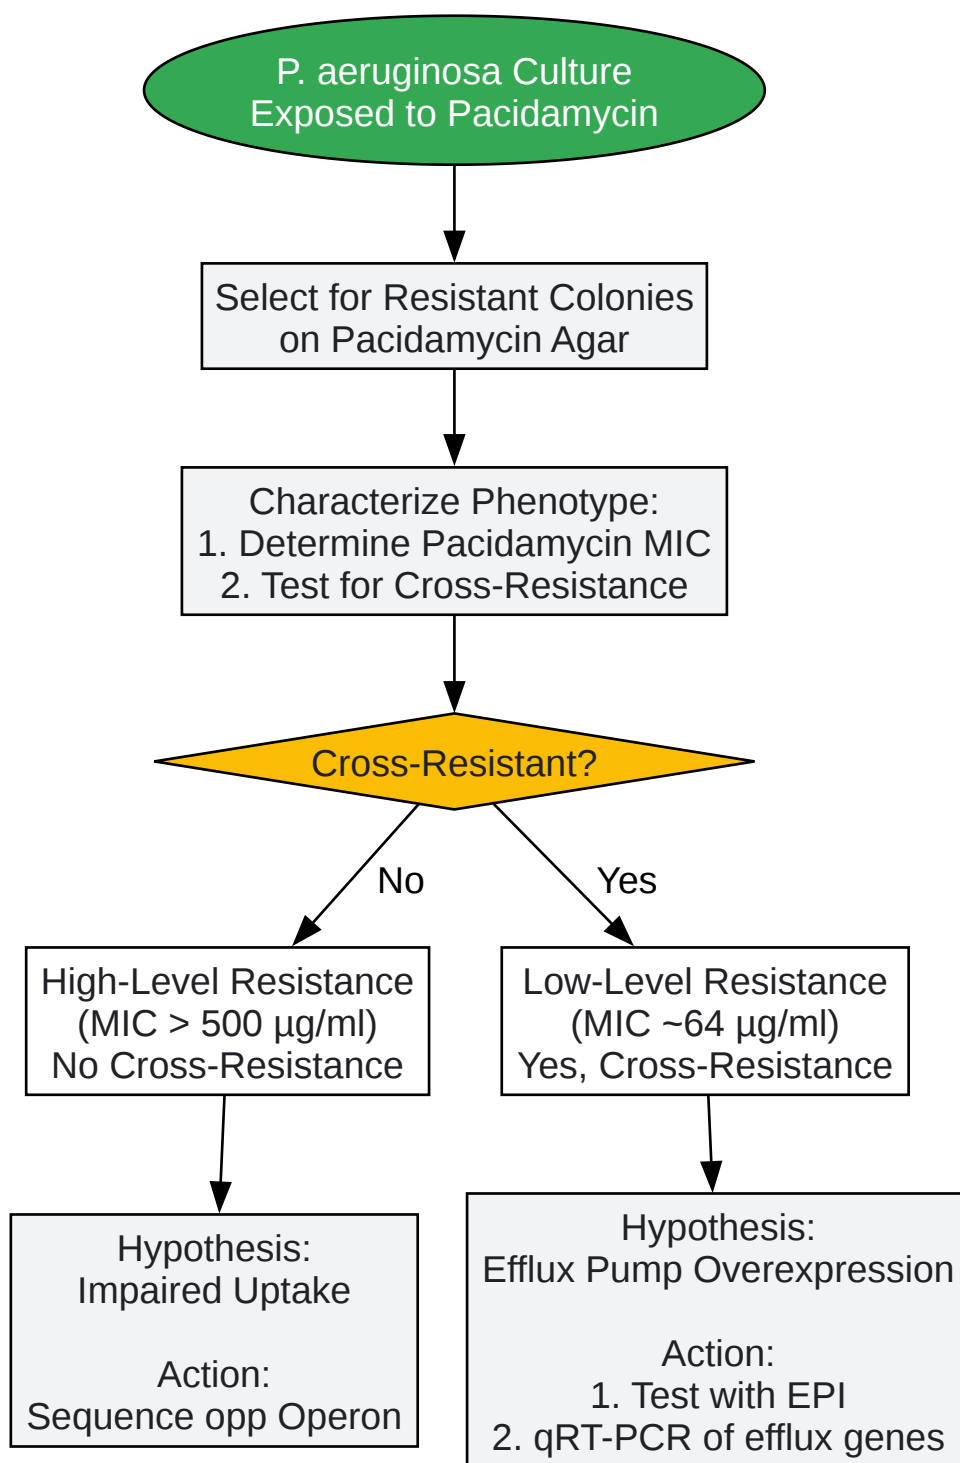 P. aeruginosa Culture
Exposed to Pacidamycin
Select for Resistant Colonies
on Pacidamycin Agar
Characterize Phenotype:
1. Determine Pacidamycin MIC
2. Test for Cross-Resistance
Cross-Resistant?
No
Yes
High-Level Resistance
(MIC > 500 µg/ml)
No Cross-Resistance
Low-Level Resistance
(MIC ~64 µg/ml)
Yes, Cross-Resistance
Hypothesis:
Impaired Uptake
Action:
Sequence opp Operon
Hypothesis:
Efflux Pump Overexpression
Action:
1. Test with EPI
2. qRT-PCR of efflux genes